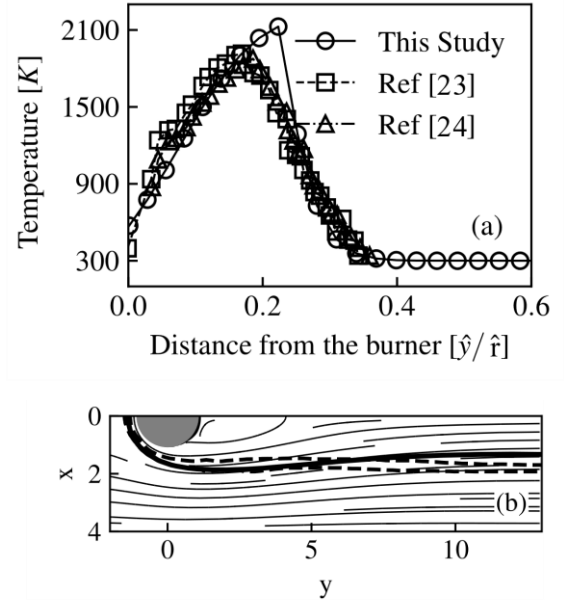 2100
1500
900
300
Temperature [K]
This Study
Ref [23]
Ref [24]
(a)
0.0 0.2 0.4 0.6
Distance from the burner [ŷ/r̂]
0
2
4
x
(b)
0 5 10
y